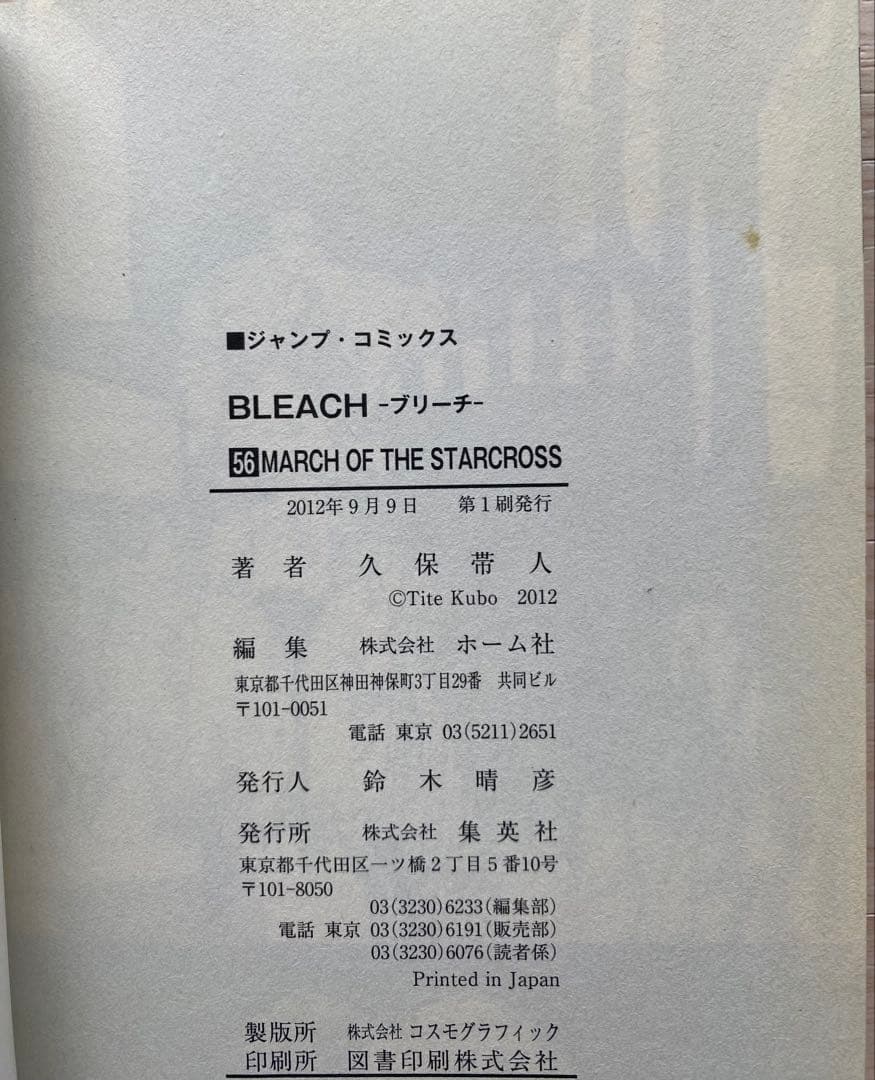 ■ジャンプ・コミックス
BLEACH -ブリーチ-
56 MARCH OF THE STARCROSS
2012年9月9日 第1刷発行
著者 久保帯人
©Tite Kubo 2012
編集 株式会社 ホーム社
東京都千代田区神田神保町3丁目29番 共同ビル
〒101-0051
電話 東京 03(5211)2651
発行人 鈴木晴彦
発行所 株式会社 集英社
東京都千代田区一ツ橋2丁目5番10号
〒101-8050
03(3230)6233(編集部)
電話 東京 03(3230)6191(販売部)
03(3230)6076(読者係)
Printed in Japan
製版所 株式会社 コスモグラフィック
印刷所 図書印刷株式会社